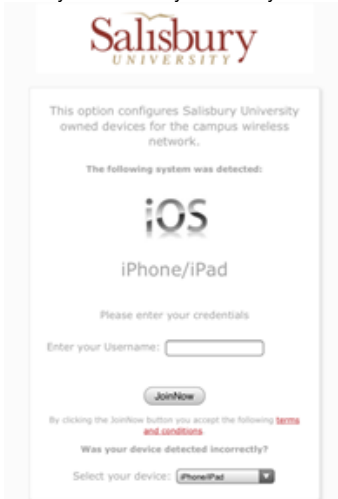 Salisbury
UNIVERSITY
This option configures Salisbury University
owned devices for the campus wireless
network.
The following system was detected:
iOS
iPhone/iPad
Please enter your credentials
Enter your Username:
JoinNow
By clicking the JoinNow button you accept the following terms
and conditions.
Was your device detected incorrectly?
Select your device: iPhone/iPad